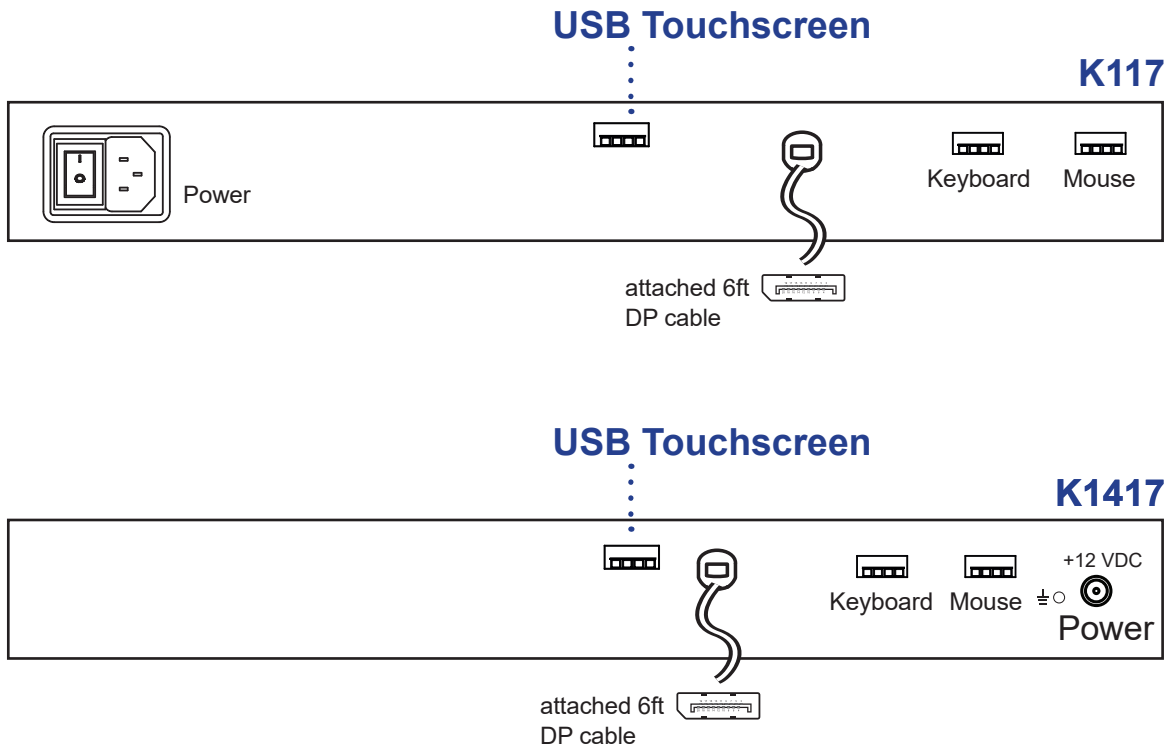 USB Touchscreen
K117
Power
Keyboard
Mouse
attached 6ft
DP cable
USB Touchscreen
K1417
+12 VDC
Keyboard
Mouse
Power
attached 6ft
DP cable